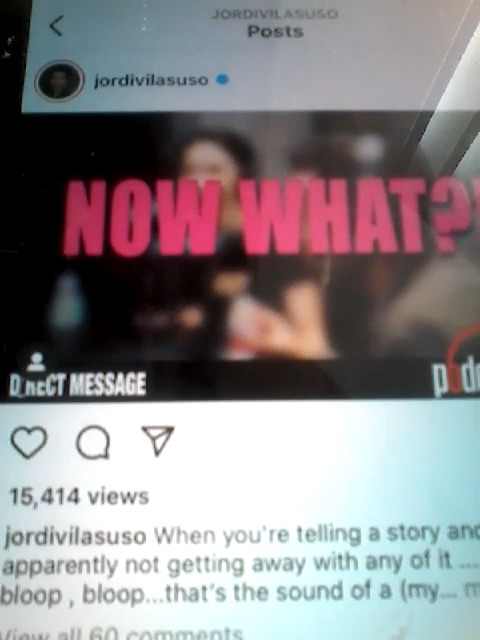 JORDIVILASUSO
Posts
jordivilasuso
NOW WHAT?!
DIRECT MESSAGE
15,414 views
jordivilasuso When you're telling a story and
apparently not getting away with any of it ....
bloop , bloop...that's the sound of a (my... m
View all 60 comments